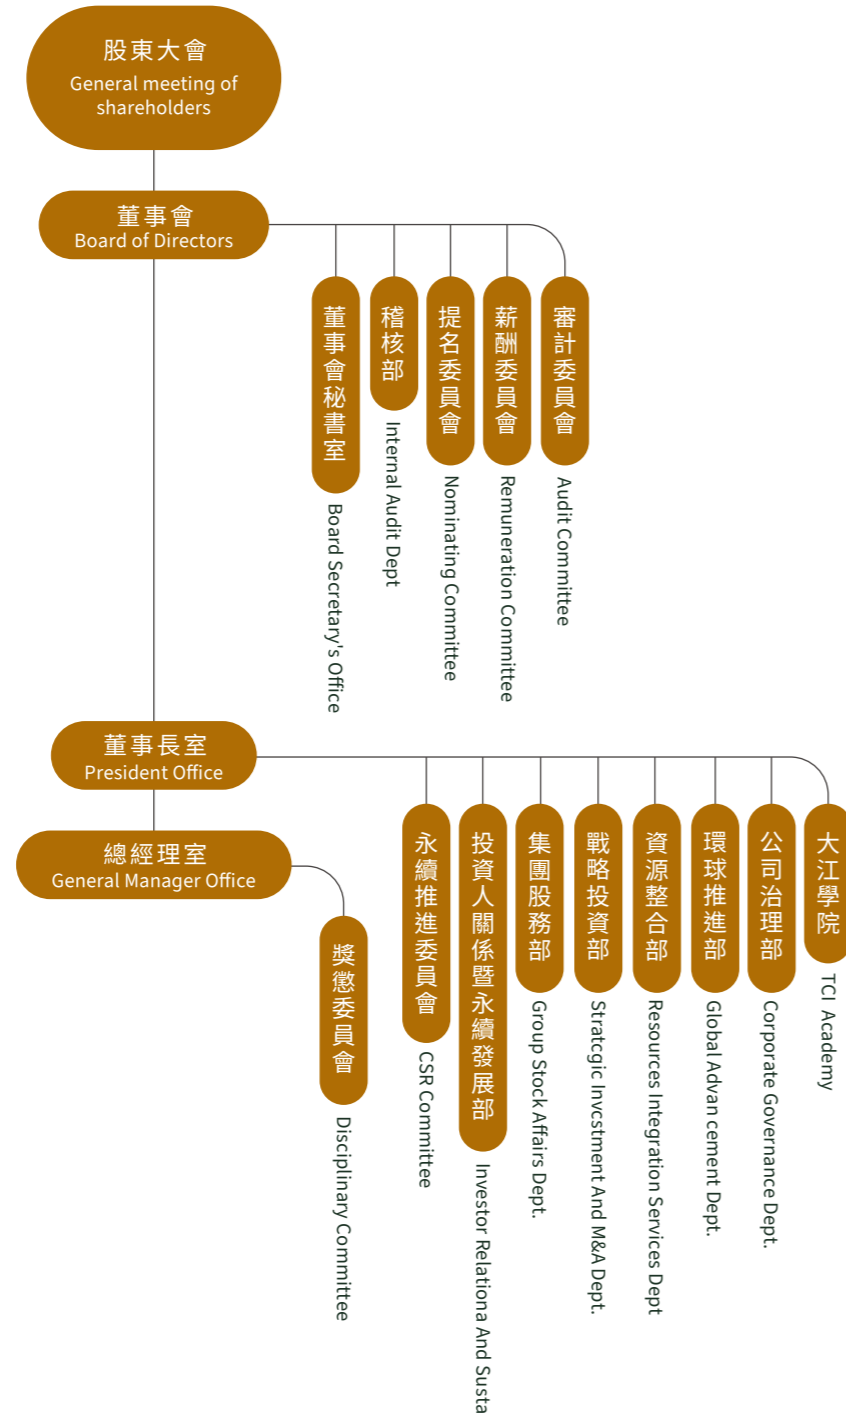 股東大會
General meeting of
shareholders
董事會
Board of Directors
董事會秘書室
Board Secretary's Office
稽核部
Internal Audit Dept
提名委員會
Nominating Committee
薪酬委員會
Remuneration Committee
審計委員會
Audit Committee
董事長室
President Office
總經理室
General Manager Office
獎懲委員會
Disciplinary Committee
永續推進委員會
CSR Committee
投資人關係暨永續發展部
Investor Relationa And Susta
集團股務部
Group Stock Affairs Dept.
戰略投資部
Stratcgic Invcstment And M&A Dept.
資源整合部
Resources Integration Services Dept
環球推進部
Global Advan cement Dept.
公司治理部
Corporate Governance Dept.
大江學院
TCI Academy